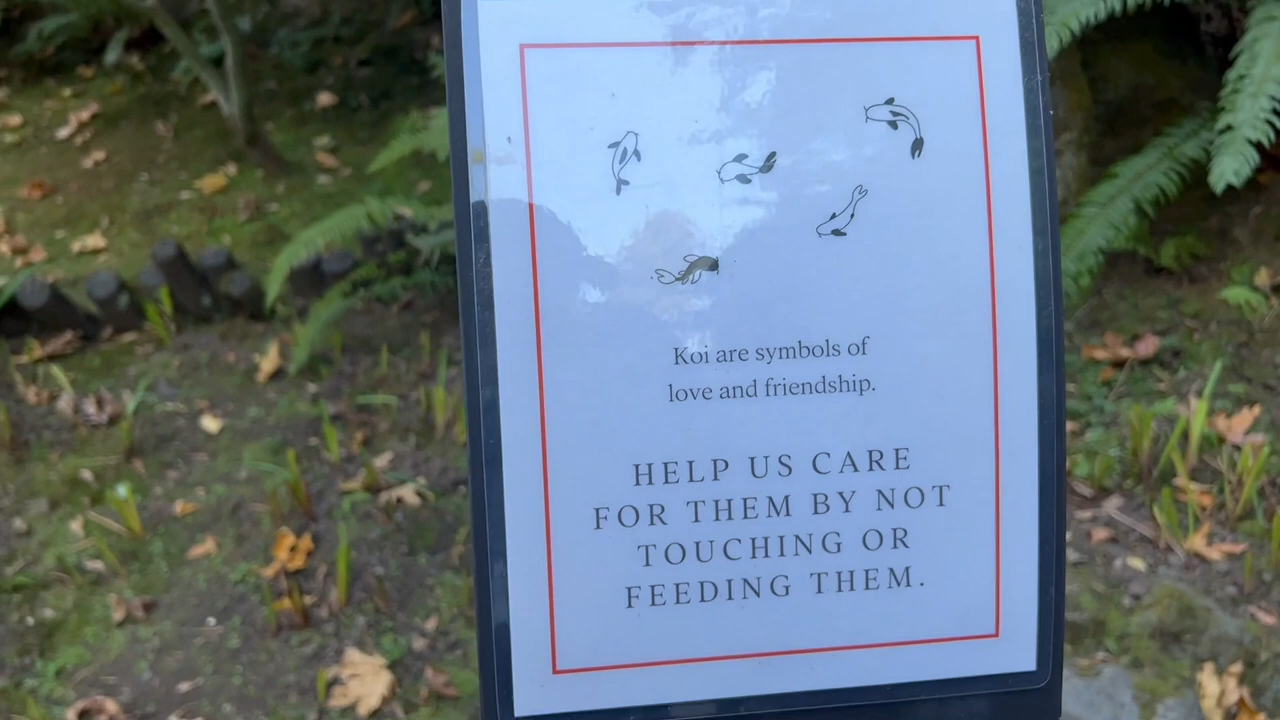 Koi are symbols of
love and friendship.
HELP US CARE
FOR THEM BY NOT
TOUCHING OR
FEEDING THEM.